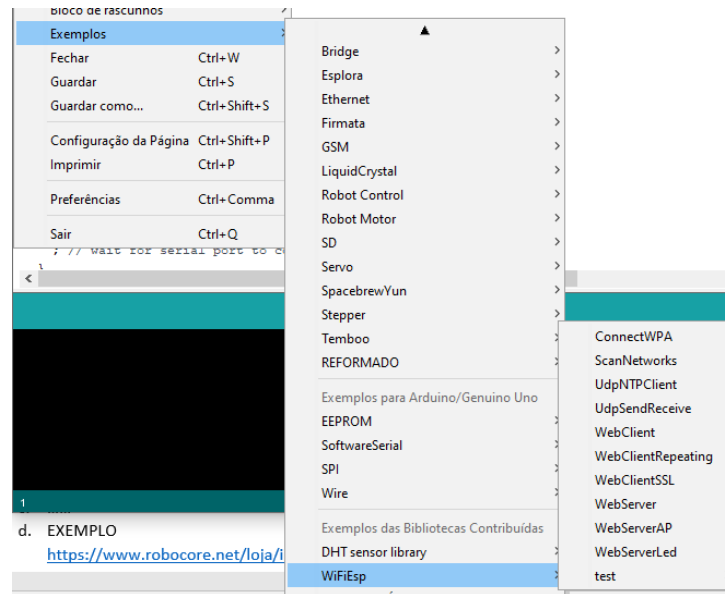 Bloco de rascunhos
Exemplos
Fechar Ctrl+W
Guardar Ctrl+S
Guardar como... Ctrl+Shift+S
Configuração da Página Ctrl+Shift+P
Imprimir Ctrl+P
Preferências Ctrl+Comma
Sair Ctrl+Q
; // wait for serial port to c
Bridge
Esplora
Ethernet
Firmata
GSM
LiquidCrystal
Robot Control
Robot Motor
SD
Servo
SpacebrewYun
Stepper
Temboo
REFORMADO
Exemplos para Arduino/Genuino Uno
EEPROM
SoftwareSerial
SPI
Wire
Exemplos das Bibliotecas Contribuídas
DHT sensor library
WiFiEsp
ConnectWPA
ScanNetworks
UdpNTPClient
UdpSendReceive
WebClient
WebClientRepeating
WebClientSSL
WebServer
WebServerAP
WebServerLed
test
1
d. EXEMPLO
https://www.robocore.net/loja/i